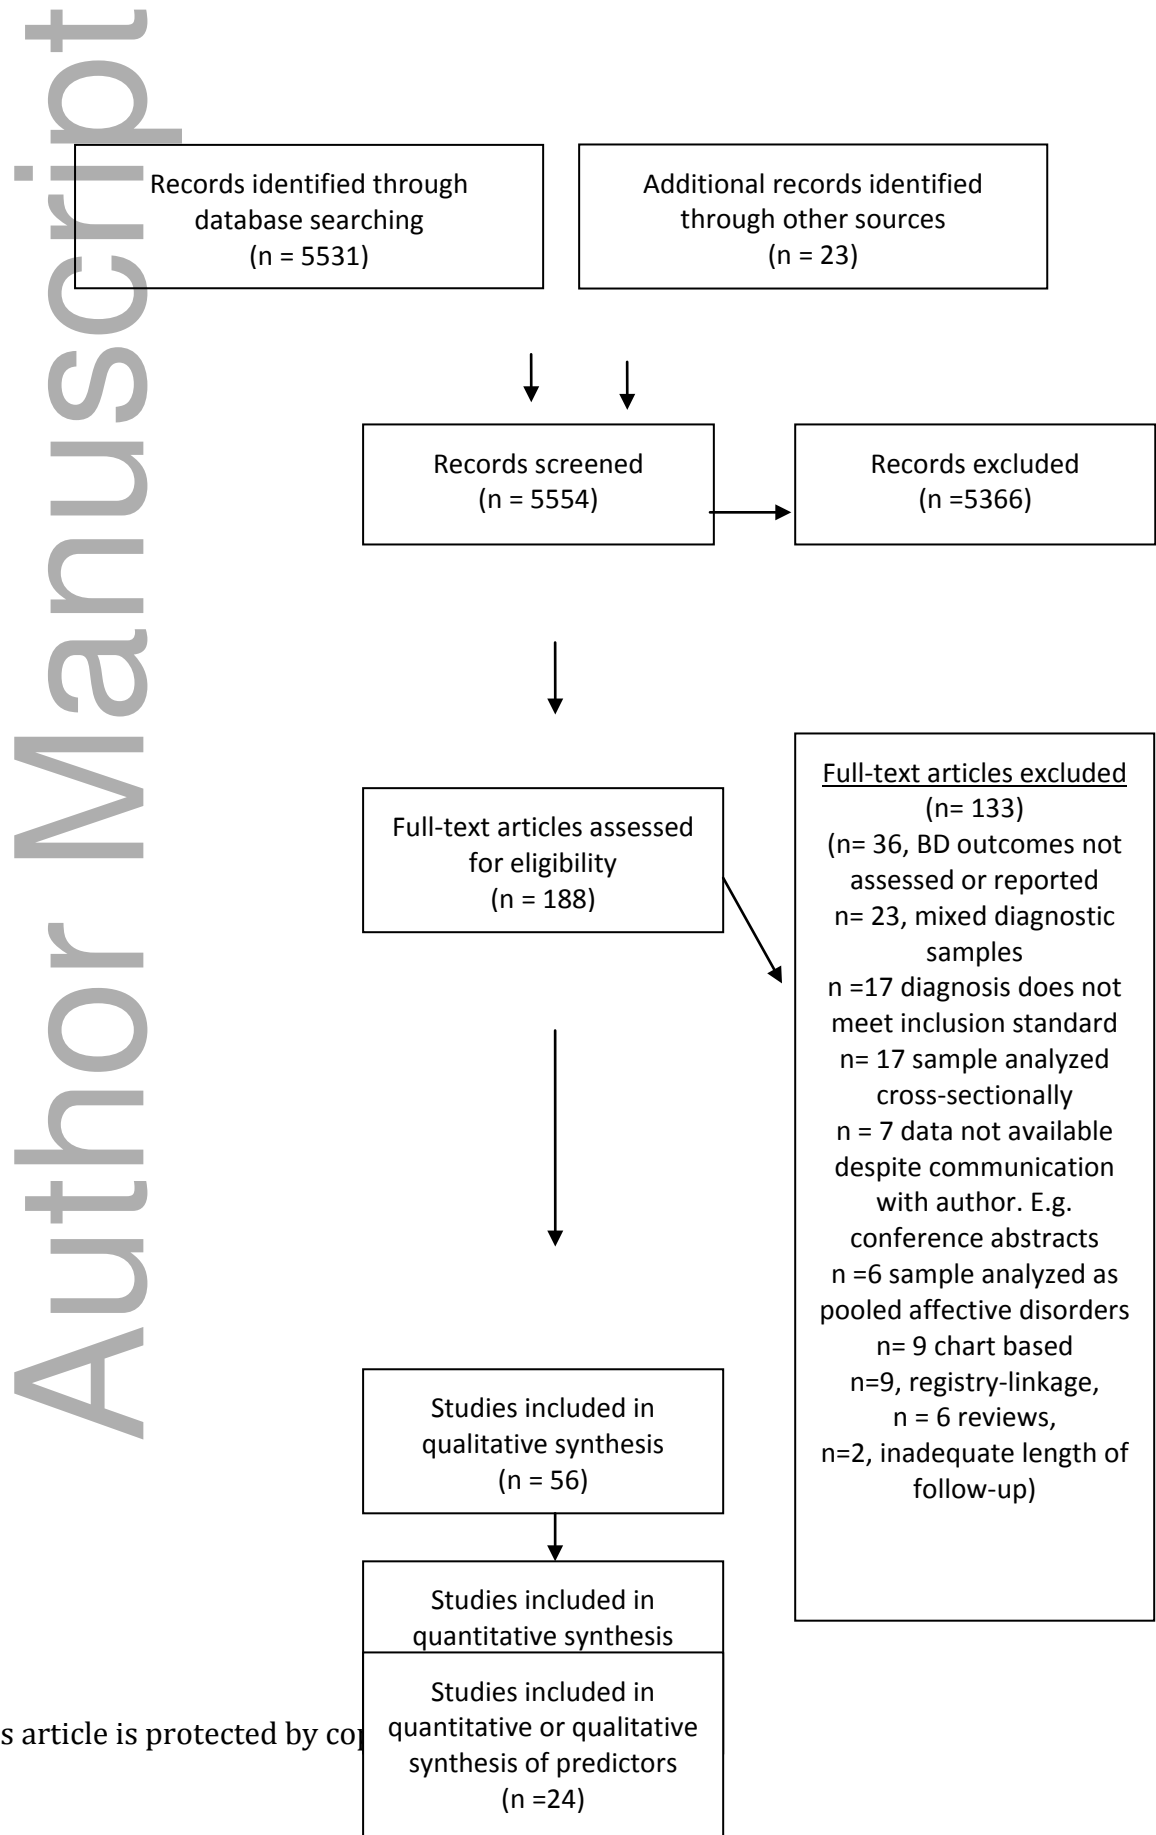 Author Manuscript
Records identified through
database searching
(n = 5531)
Additional records identified
through other sources
(n = 23)
Records screened
(n = 5554)
Records excluded
(n =5366)
Full-text articles assessed
for eligibility
(n = 188)
Full-text articles excluded
(n= 133)
(n= 36, BD outcomes not
assessed or reported
n= 23, mixed diagnostic
samples
n =17 diagnosis does not
meet inclusion standard
n= 17 sample analyzed
cross-sectionally
n = 7 data not available
despite communication
with author. E.g.
conference abstracts
n =6 sample analyzed as
pooled affective disorders
n= 9 chart based
n=9, registry-linkage,
n = 6 reviews,
n=2, inadequate length of
follow-up)
Studies included in
qualitative synthesis
(n = 56)
Studies included in
quantitative synthesis
Studies included in
quantitative or qualitative
synthesis of predictors
(n =24)
s article is protected by cop